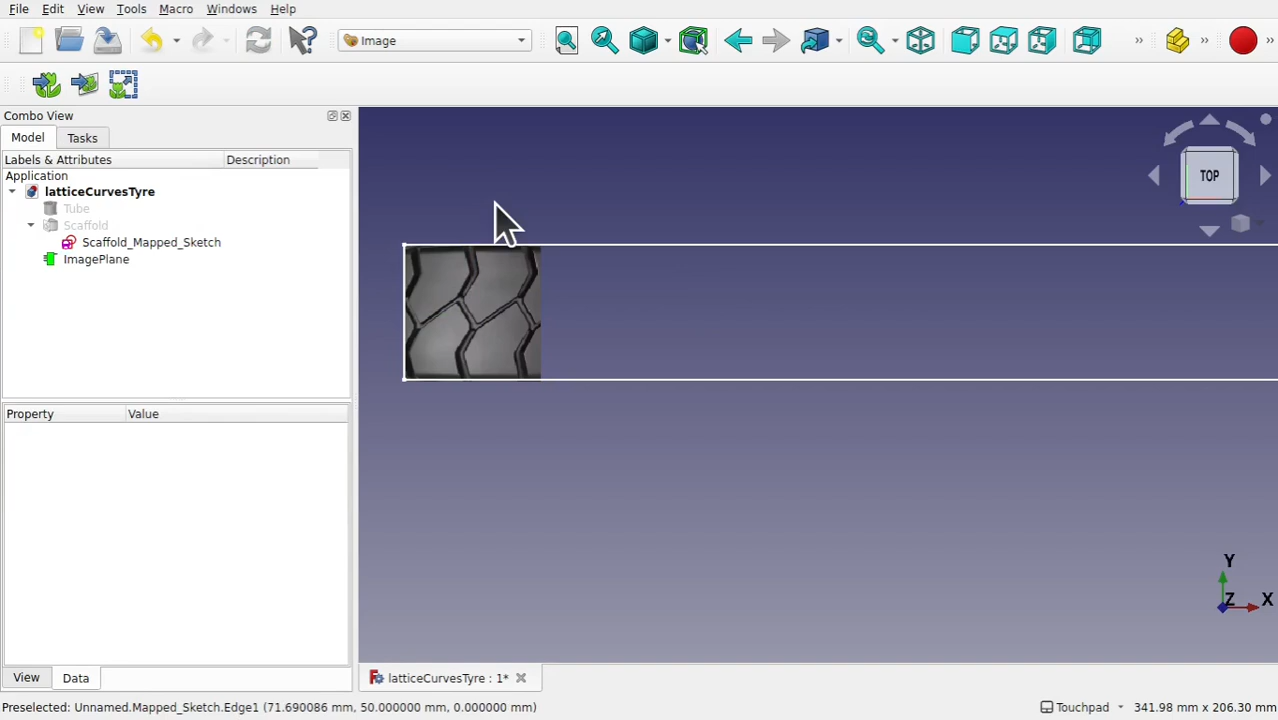 File Edit View Tools Macro Windows Help
Image
Combo View
Model Tasks
Labels & Attributes Description
Application
latticeCurvesTyre
Tube
Scaffold
Scaffold_Mapped_Sketch
ImagePlane
TOP
Property Value
Y
Z X
View Data
latticeCurvesTyre : 1*
Preselected: Unnamed.Mapped_Sketch.Edge1 (71.690086 mm, 50.000000 mm, 0.000000 mm) Touchpad 341.98 mm x 206.30 mm